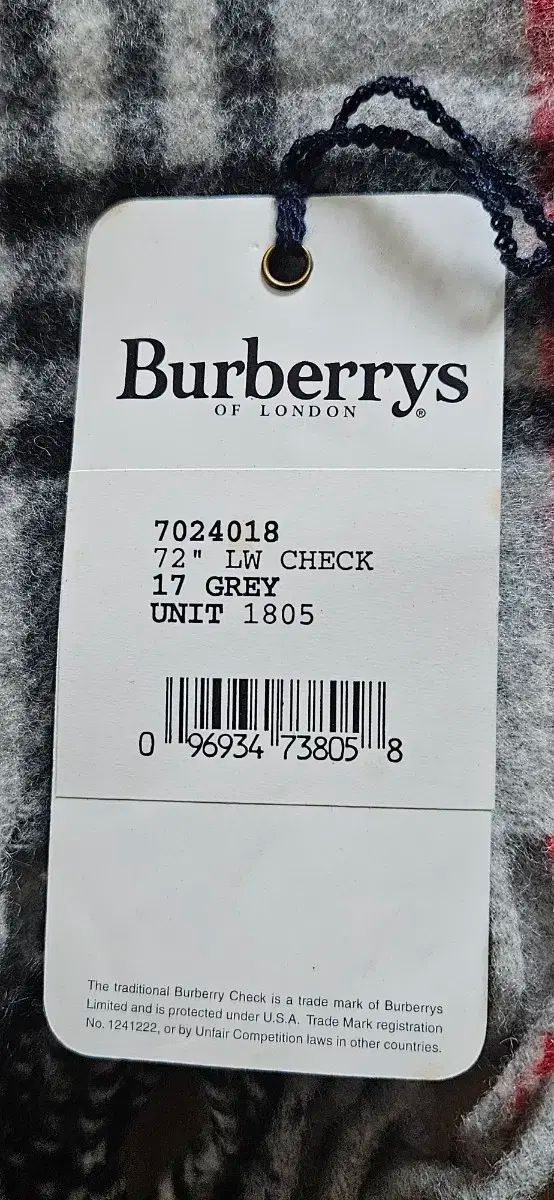 Burberrys
OF LONDON ®
7024018
72" LW CHECK
17 GREY
UNIT 1805
0 96934 73805 8
The traditional Burberry Check is a trade mark of Burberrys
Limited and is protected under U.S.A. Trade Mark registration
No. 1241222, or by Unfair Competition laws in other countries.